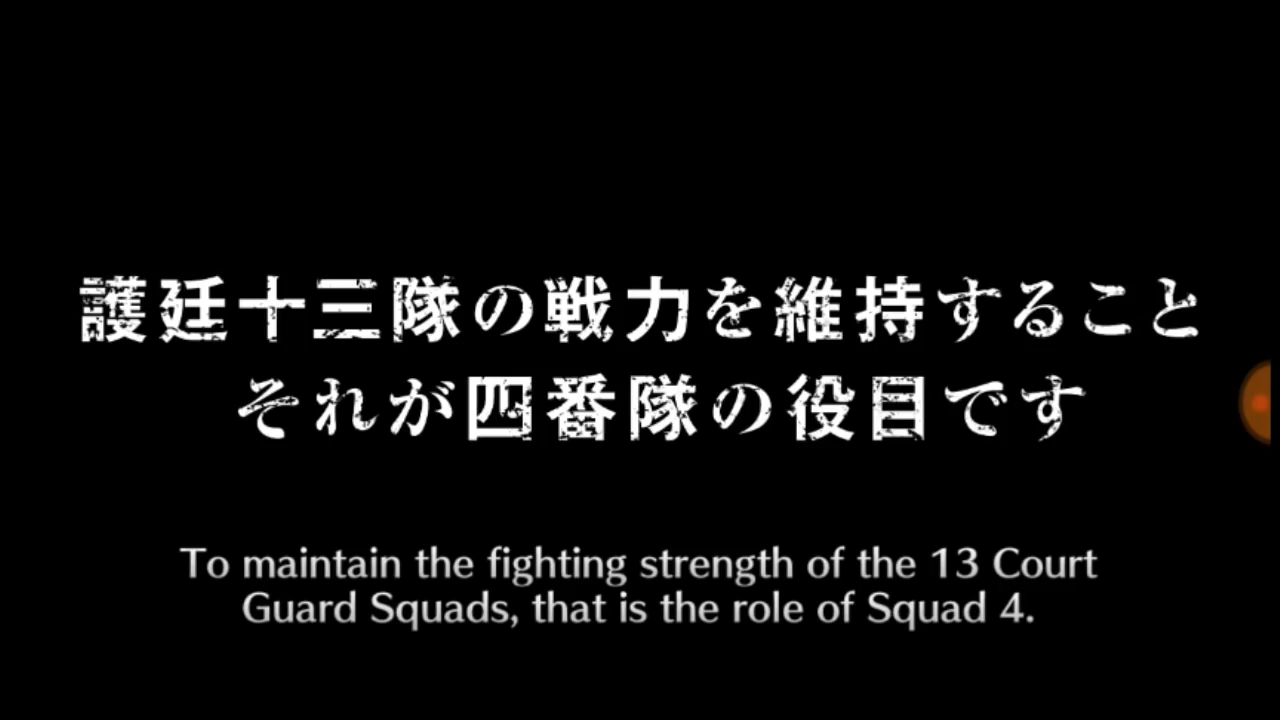 護廷十三隊の戦力を維持すること
それが四番隊の役目です
To maintain the fighting strength of the 13 Court
Guard Squads, that is the role of Squad 4.